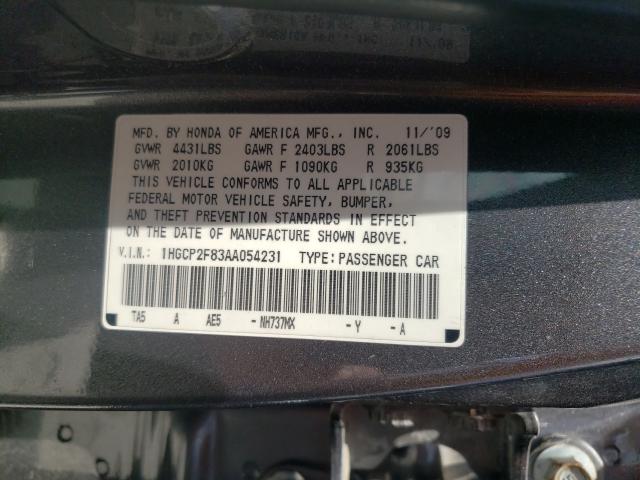 MFD. BY HONDA OF AMERICA MFG., INC. 11/'09
GVWR 4431LBS GAWR F 2403LBS R 2061LBS
GVWR 2010KG GAWR F 1090KG R 935KG
THIS VEHICLE CONFORMS TO ALL APPLICABLE
FEDERAL MOTOR VEHICLE SAFETY, BUMPER,
AND THEFT PREVENTION STANDARDS IN EFFECT
ON THE DATE OF MANUFACTURE SHOWN ABOVE.
V.I.N.: 1HGCP2F83AA054231 TYPE: PASSENGER CAR
TA5 A AE5 - NH737MX - Y - A